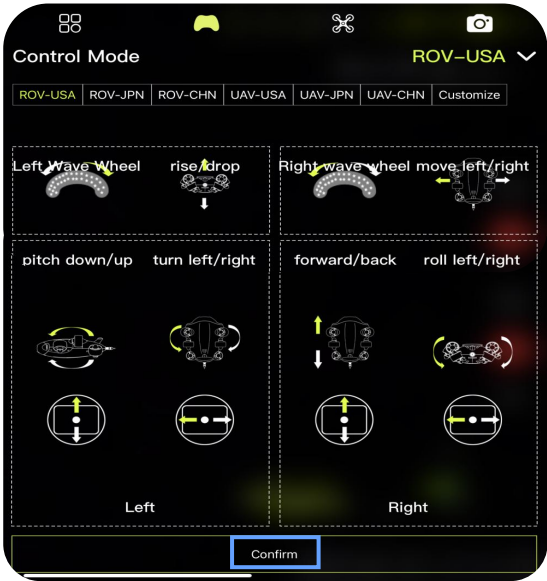 Control Mode ROV-USA
ROV-USA ROV-JPN ROV-CHN UAV-USA UAV-JPN UAV-CHN Customize
Left Wave Wheel rise/drop Right wave wheel move left/right
pitch down/up turn left/right forward/back roll left/right
Left Right
Confirm